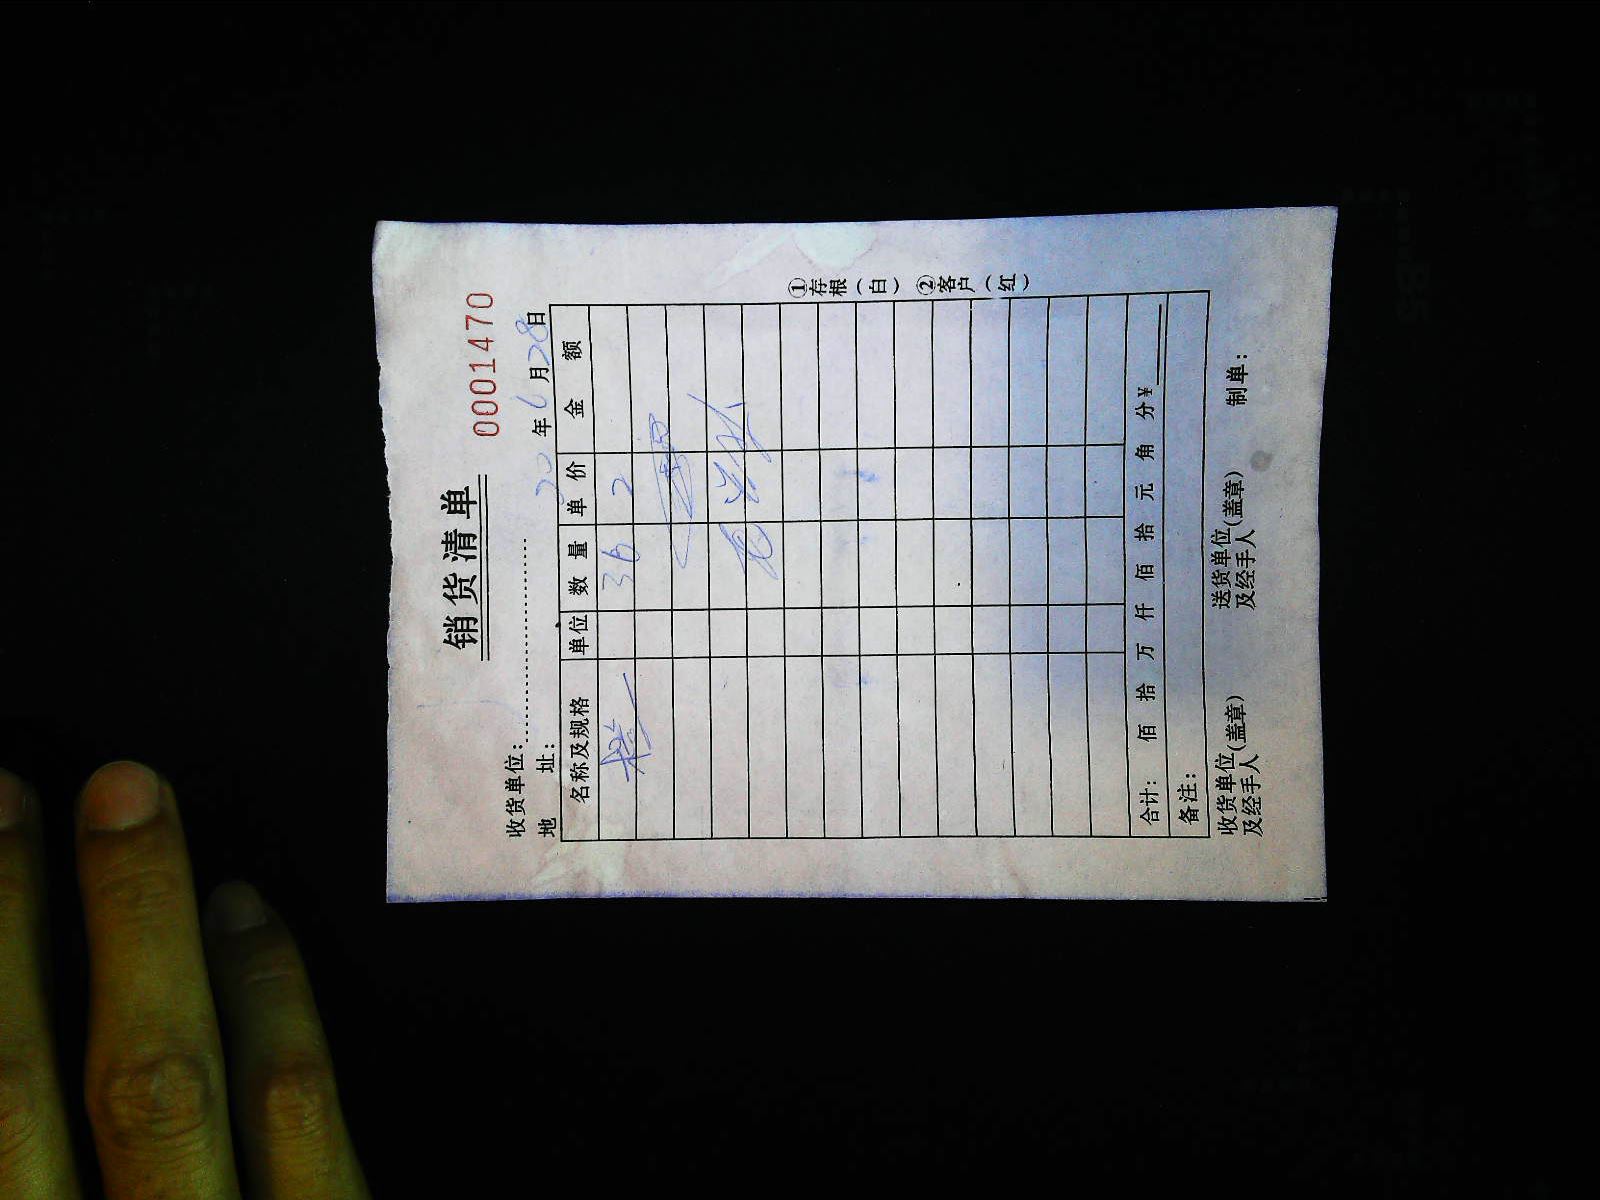 销货清单
0001470
收货单位:
20年6月28日
地 址:
名称及规格 单位 数量 单价 金额
36 2
①存根(白) ②客户(红)
合计: 佰 拾 万 仟 佰 拾 元 角 分¥
备注:
收货单位及经手人(盖章) 送货单位及经手人(盖章) 制单: